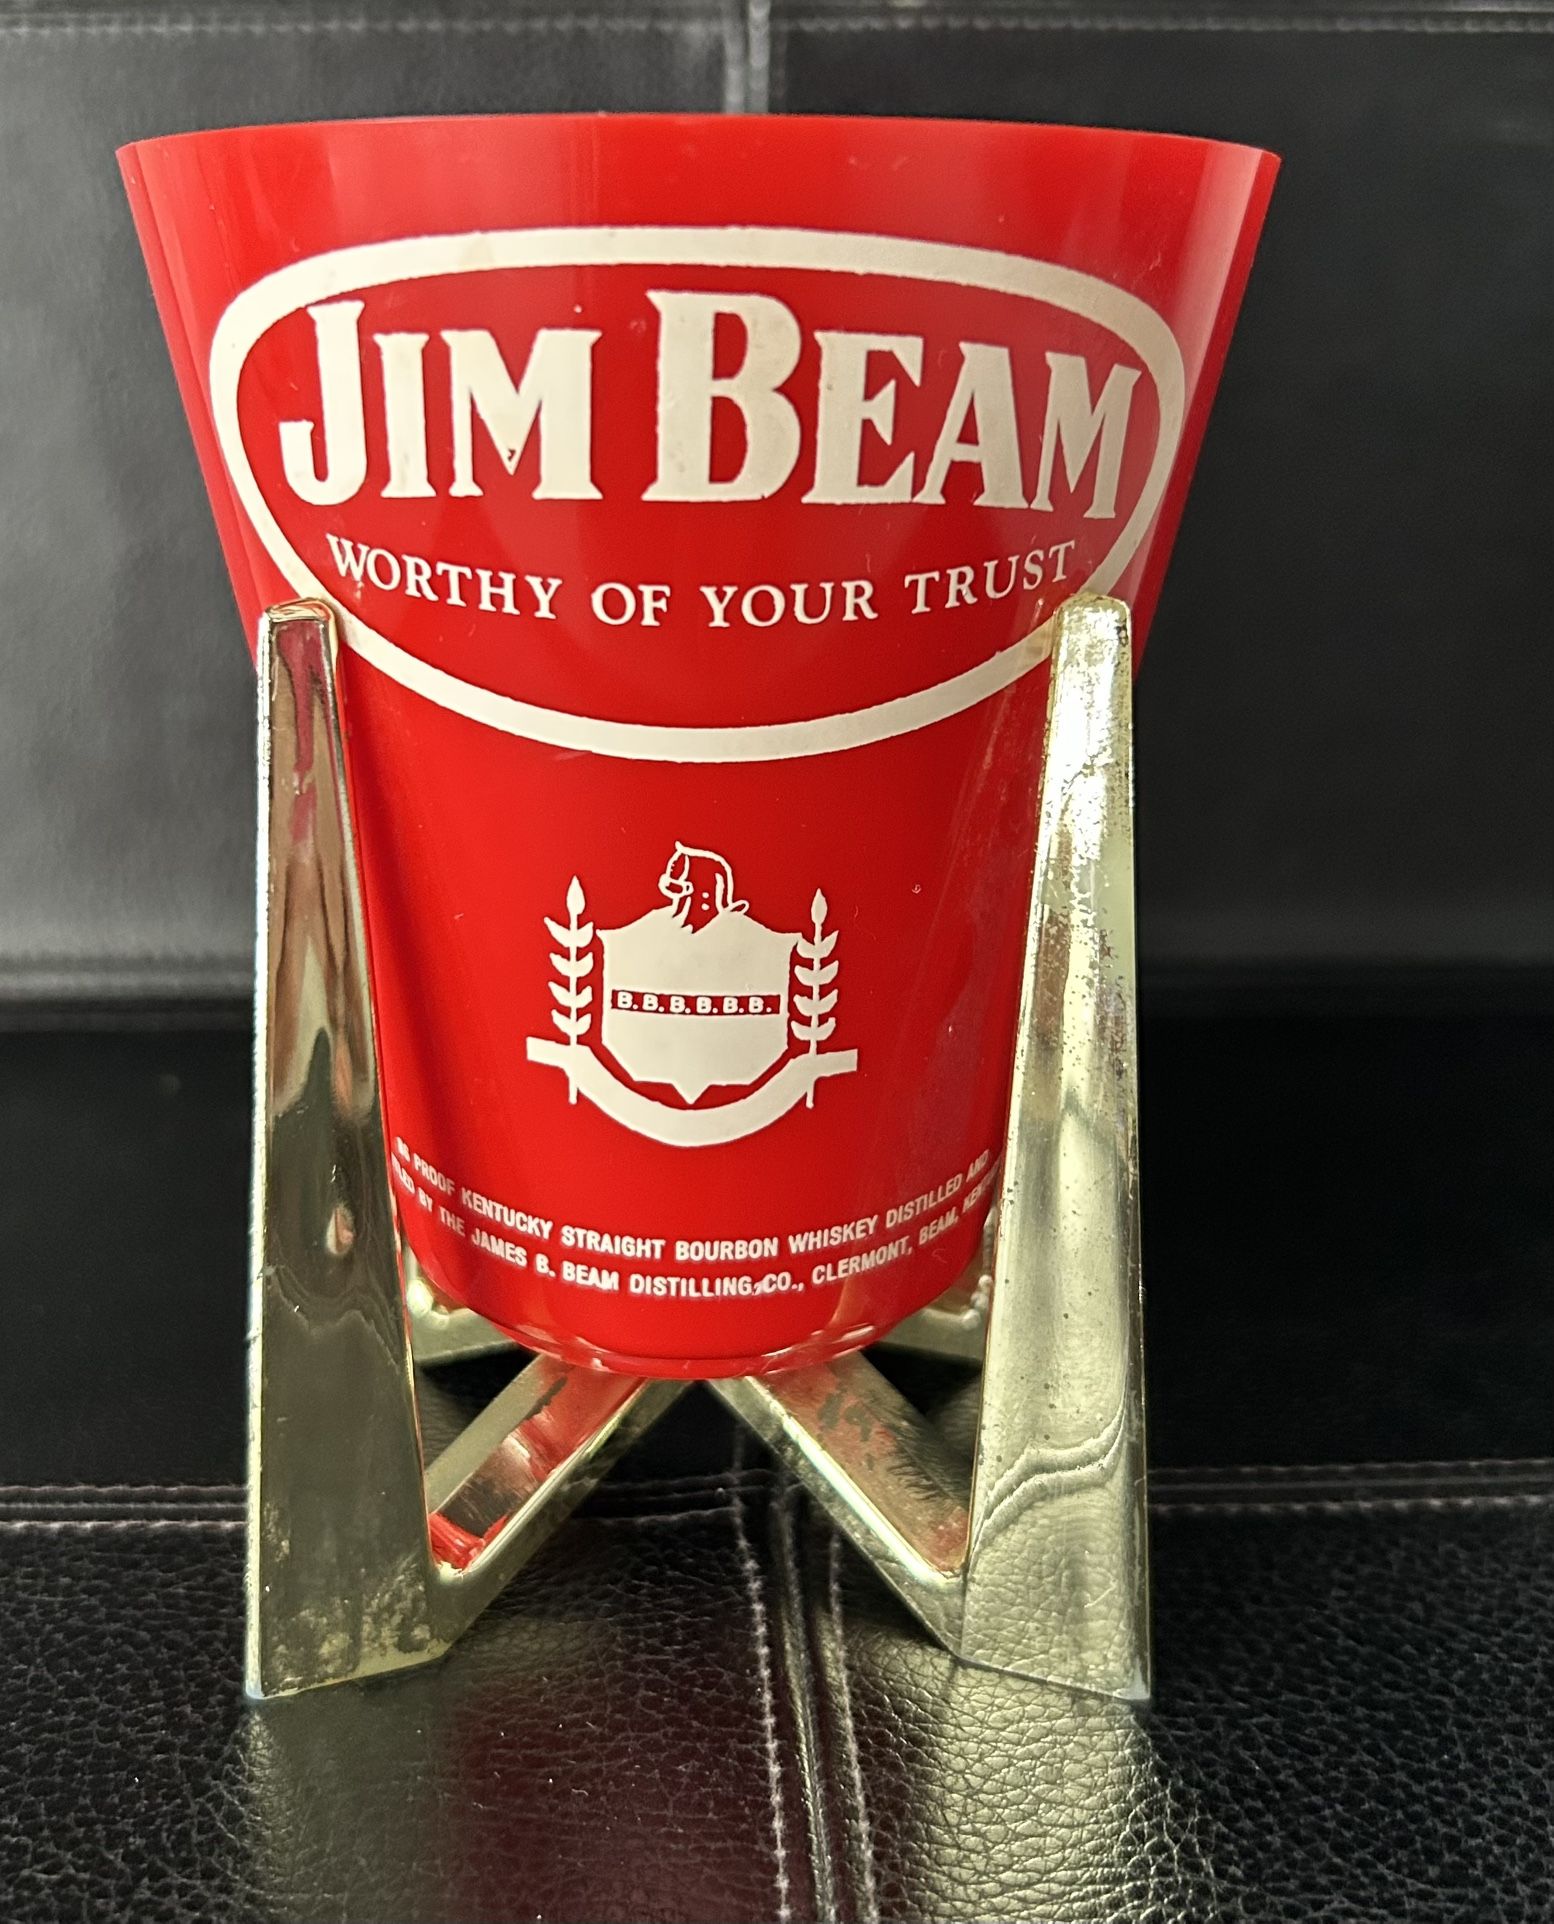 JIM BEAM
WORTHY OF YOUR TRUST
B.B.B.B.B.B.
86 PROOF KENTUCKY STRAIGHT BOURBON WHISKEY DISTILLED AND
BY THE JAMES B. BEAM DISTILLING CO., CLERMONT, BEAM,